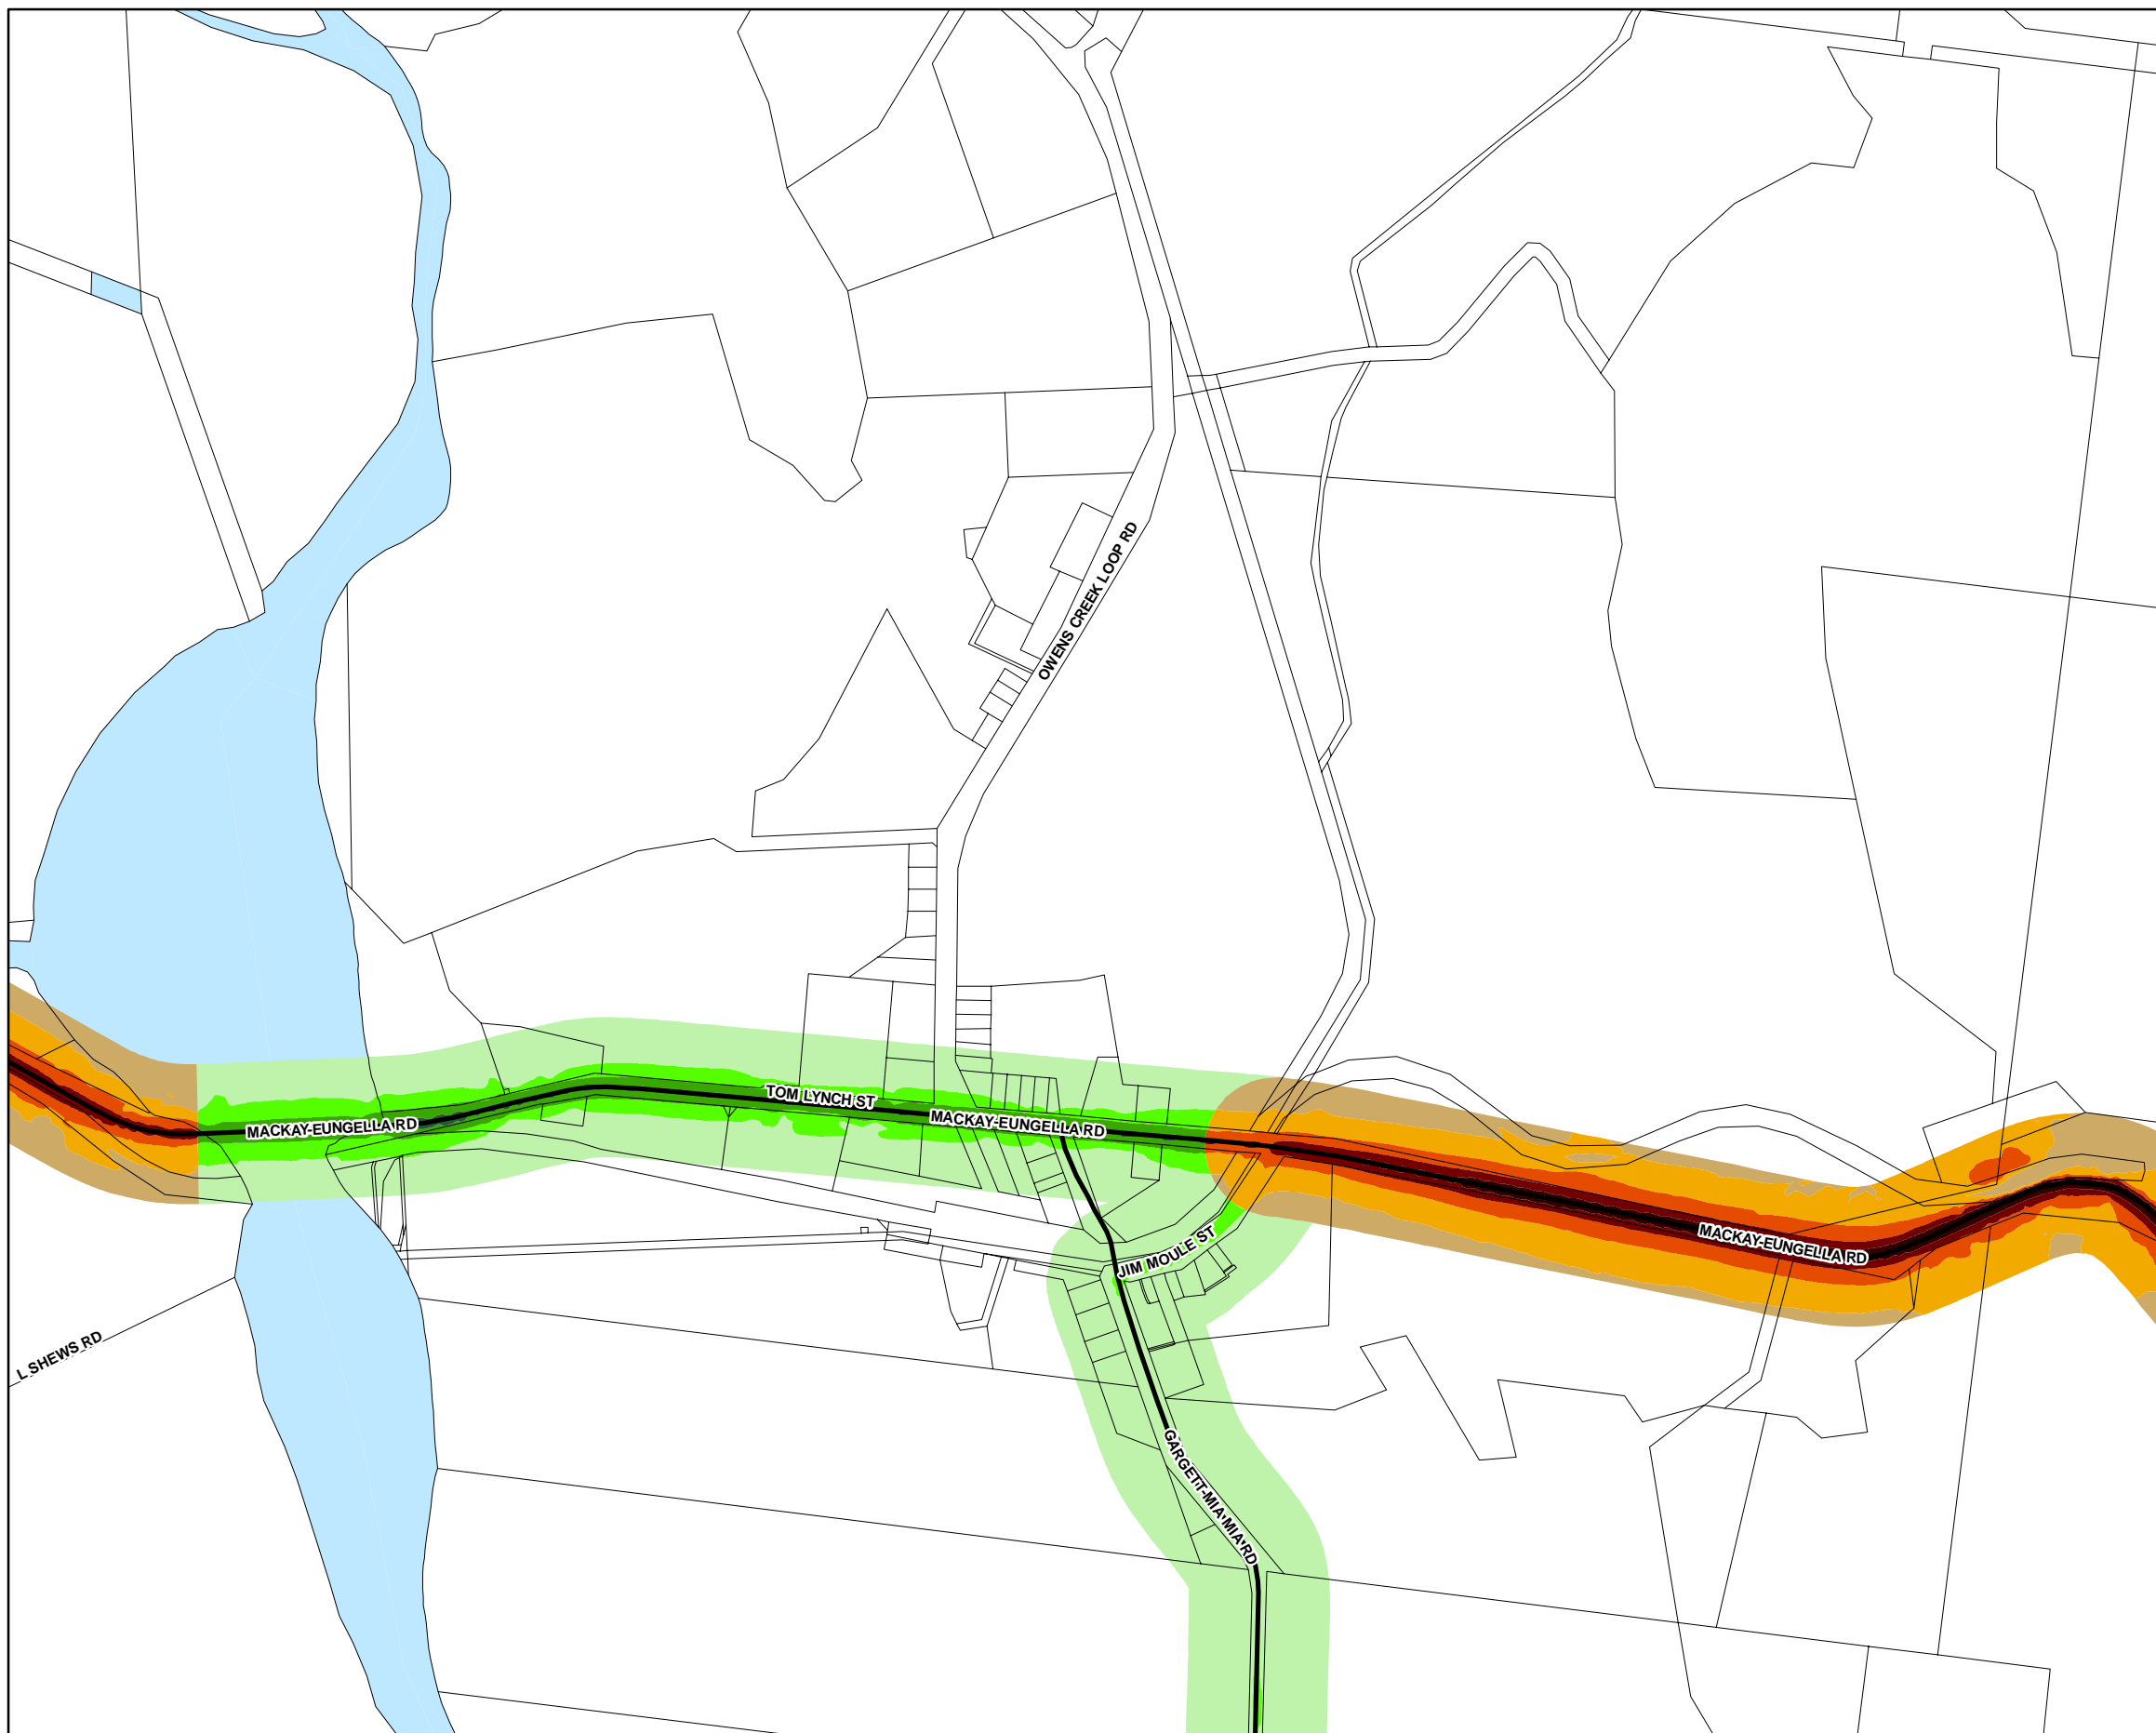 OWENS CREEK LOOP RD
TOM LYNCH ST
MACKAY-EUNGELLA RD
MACKAY-EUNGELLA RD
MACKAY-EUNGELLA RD
JIM MOULE ST
L SHEWS RD
GARGETT-MIA MIA RD